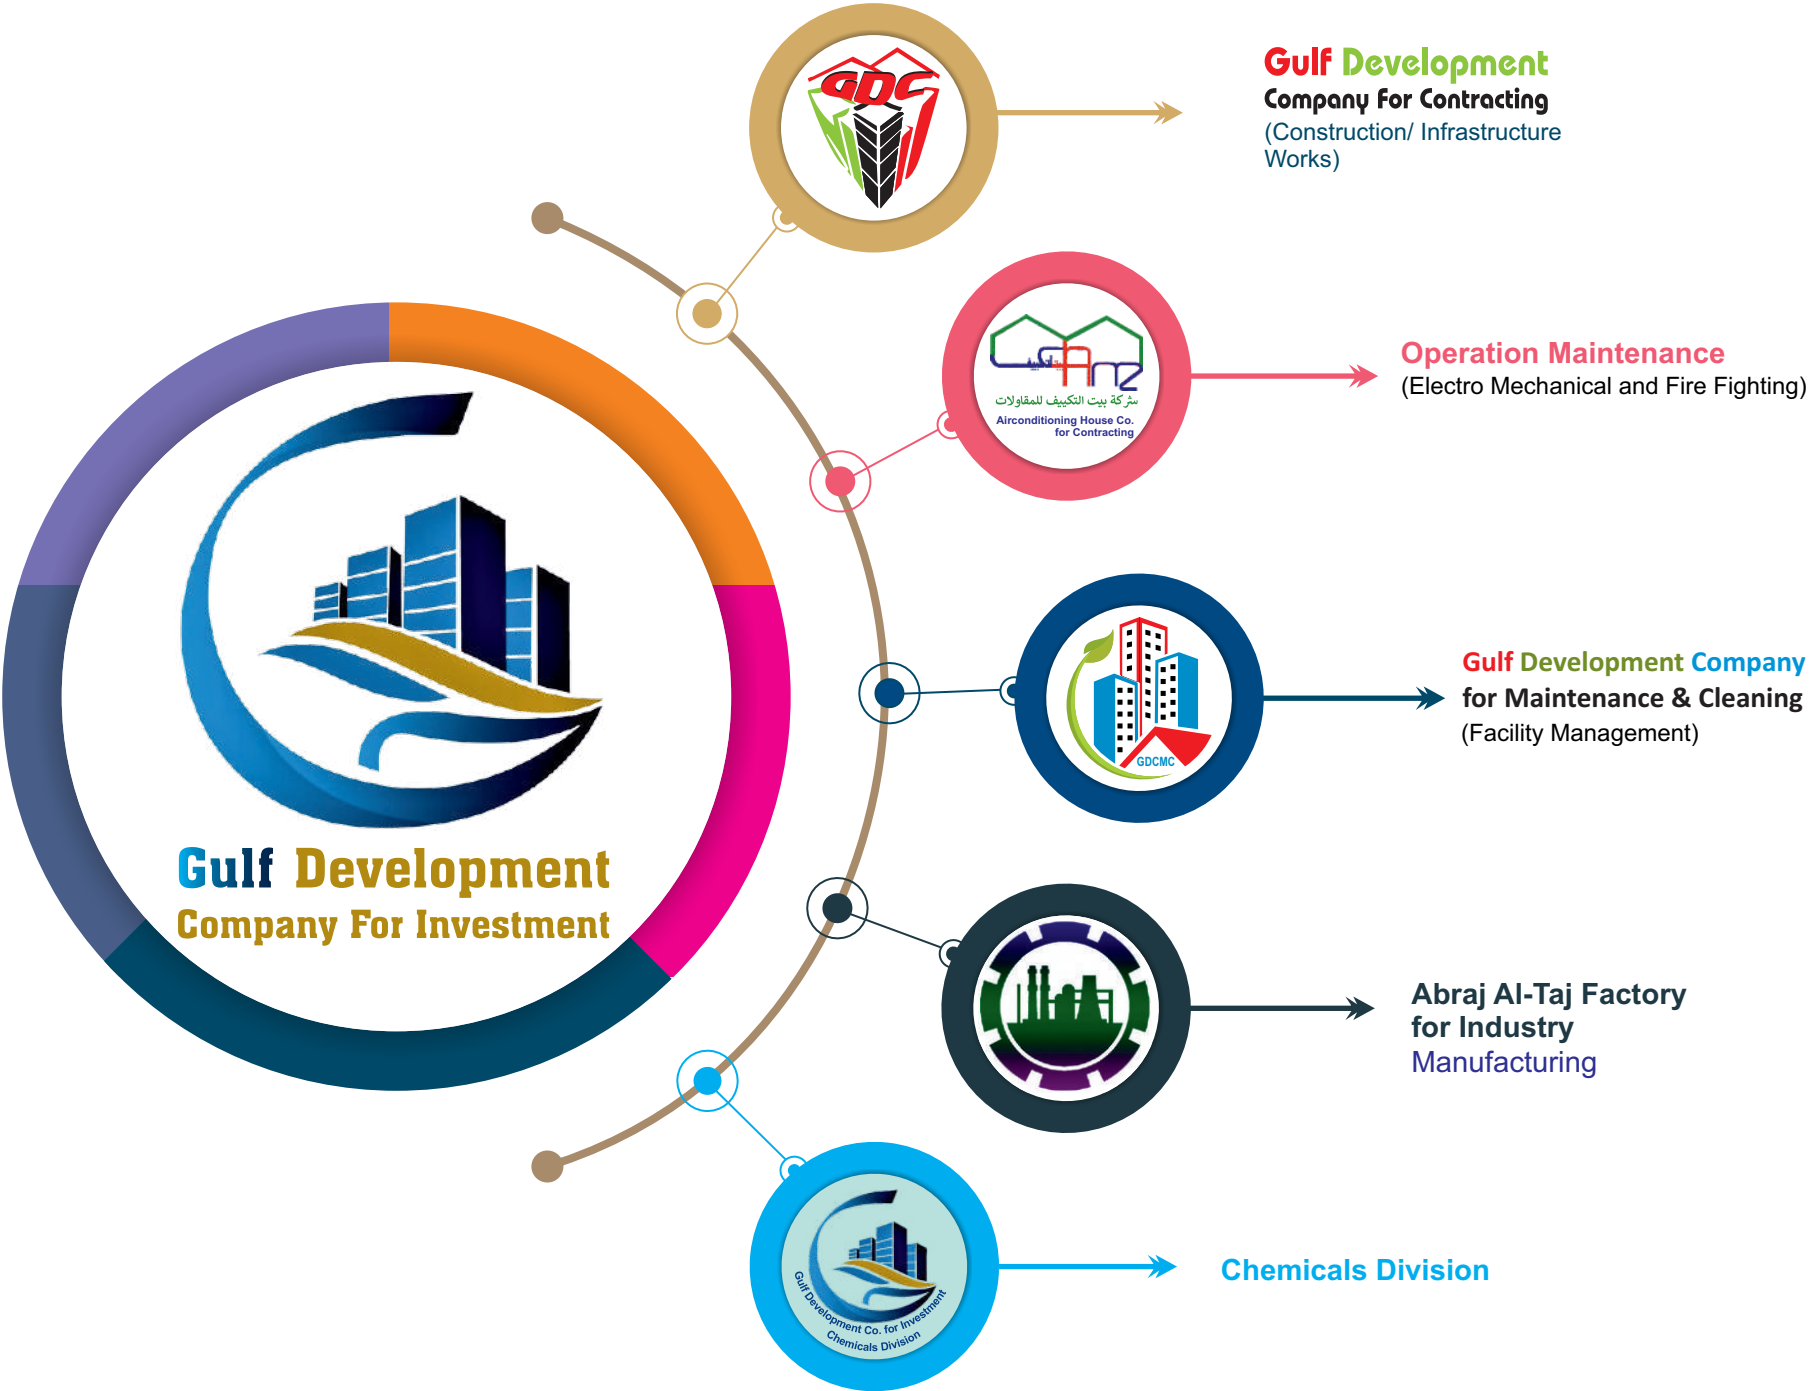 GDC
Gulf Development
Company For Contracting
(Construction/ Infrastructure
Works)
شركة بيت التكييف للمقاولات
Airconditioning House Co.
for Contracting
Operation Maintenance
(Electro Mechanical and Fire Fighting)
Gulf Development
Company For Investment
GDCMC
Gulf Development Company
for Maintenance & Cleaning
(Facility Management)
Abraj Al-Taj Factory
for Industry
Manufacturing
Gulf Development Co. for Investment
Chemicals Division
Chemicals Division